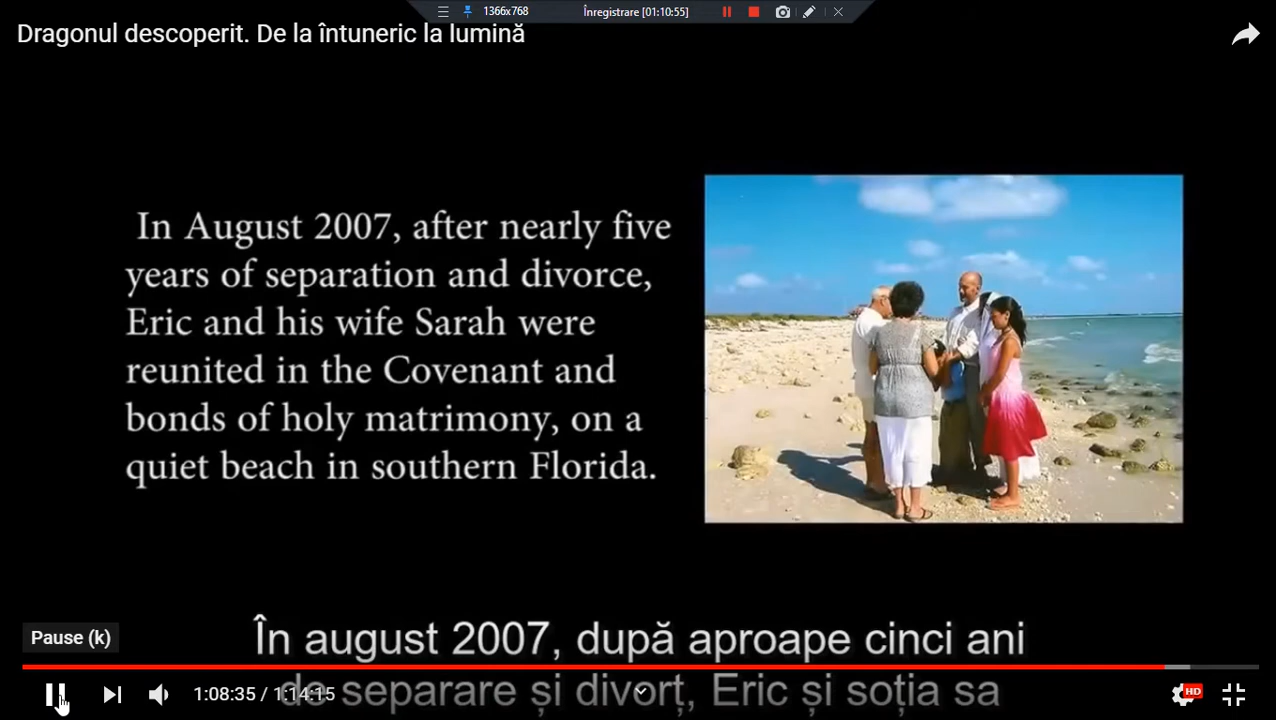 1366x768
Înregistrare [01:10:55]
Dragonul descoperit. De la întuneric la lumină
In August 2007, after nearly five
years of separation and divorce,
Eric and his wife Sarah were
reunited in the Covenant and
bonds of holy matrimony, on a
quiet beach in southern Florida.
Pause (k)
În august 2007, după aproape cinci ani
de separare și divorț, Eric și soția sa
1:08:35 / 1:14:15
HD